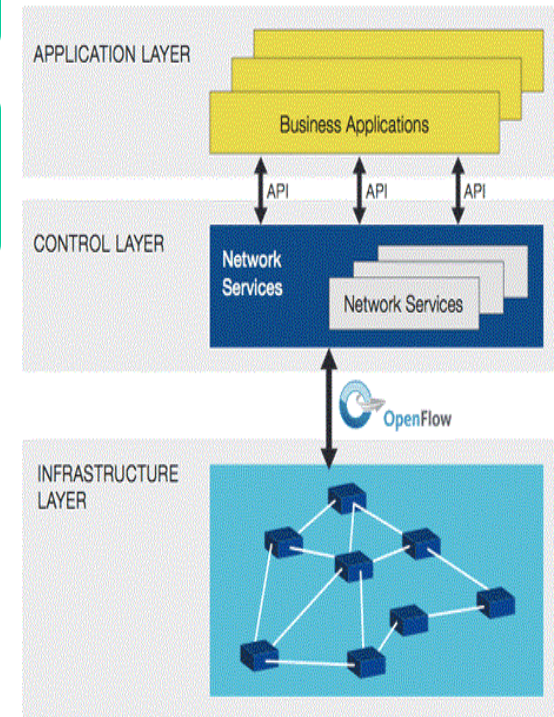 APPLICATION LAYER
Business Applications
API
API
API
CONTROL LAYER
Network
Services
Network Services
OpenFlow
INFRASTRUCTURE
LAYER